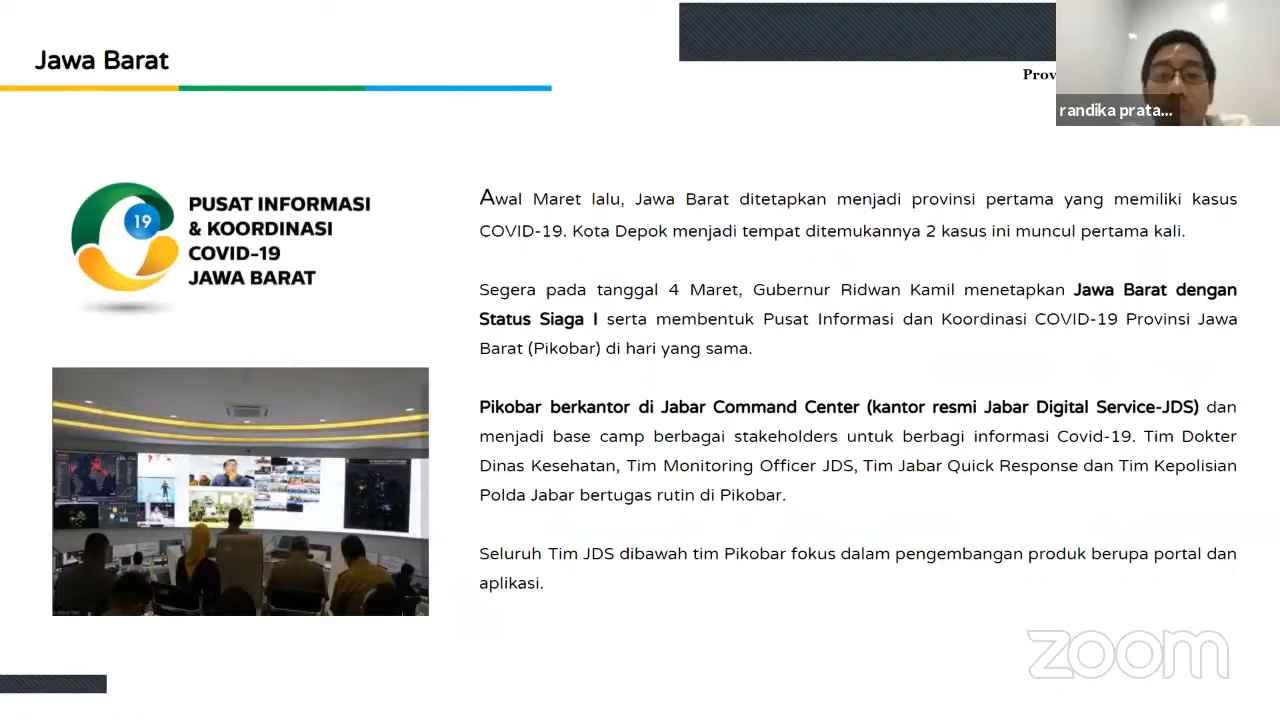 Jawa Barat
Prov
randika prata...
PUSAT INFORMASI
& KOORDINASI
COVID-19
JAWA BARAT
19
Awal Maret lalu, Jawa Barat ditetapkan menjadi provinsi pertama yang memiliki kasus
COVID-19. Kota Depok menjadi tempat ditemukannya 2 kasus ini muncul pertama kali.
Segera pada tanggal 4 Maret, Gubernur Ridwan Kamil menetapkan Jawa Barat dengan
Status Siaga I serta membentuk Pusat Informasi dan Koordinasi COVID-19 Provinsi Jawa
Barat (Pikobar) di hari yang sama.
Pikobar berkantor di Jabar Command Center (kantor resmi Jabar Digital Service-JDS) dan
menjadi base camp berbagai stakeholders untuk berbagi informasi Covid-19. Tim Dokter
Dinas Kesehatan, Tim Monitoring Officer JDS, Tim Jabar Quick Response dan Tim Kepolisian
Polda Jabar bertugas rutin di Pikobar.
Seluruh Tim JDS dibawah tim Pikobar fokus dalam pengembangan produk berupa portal dan
aplikasi.
zoom